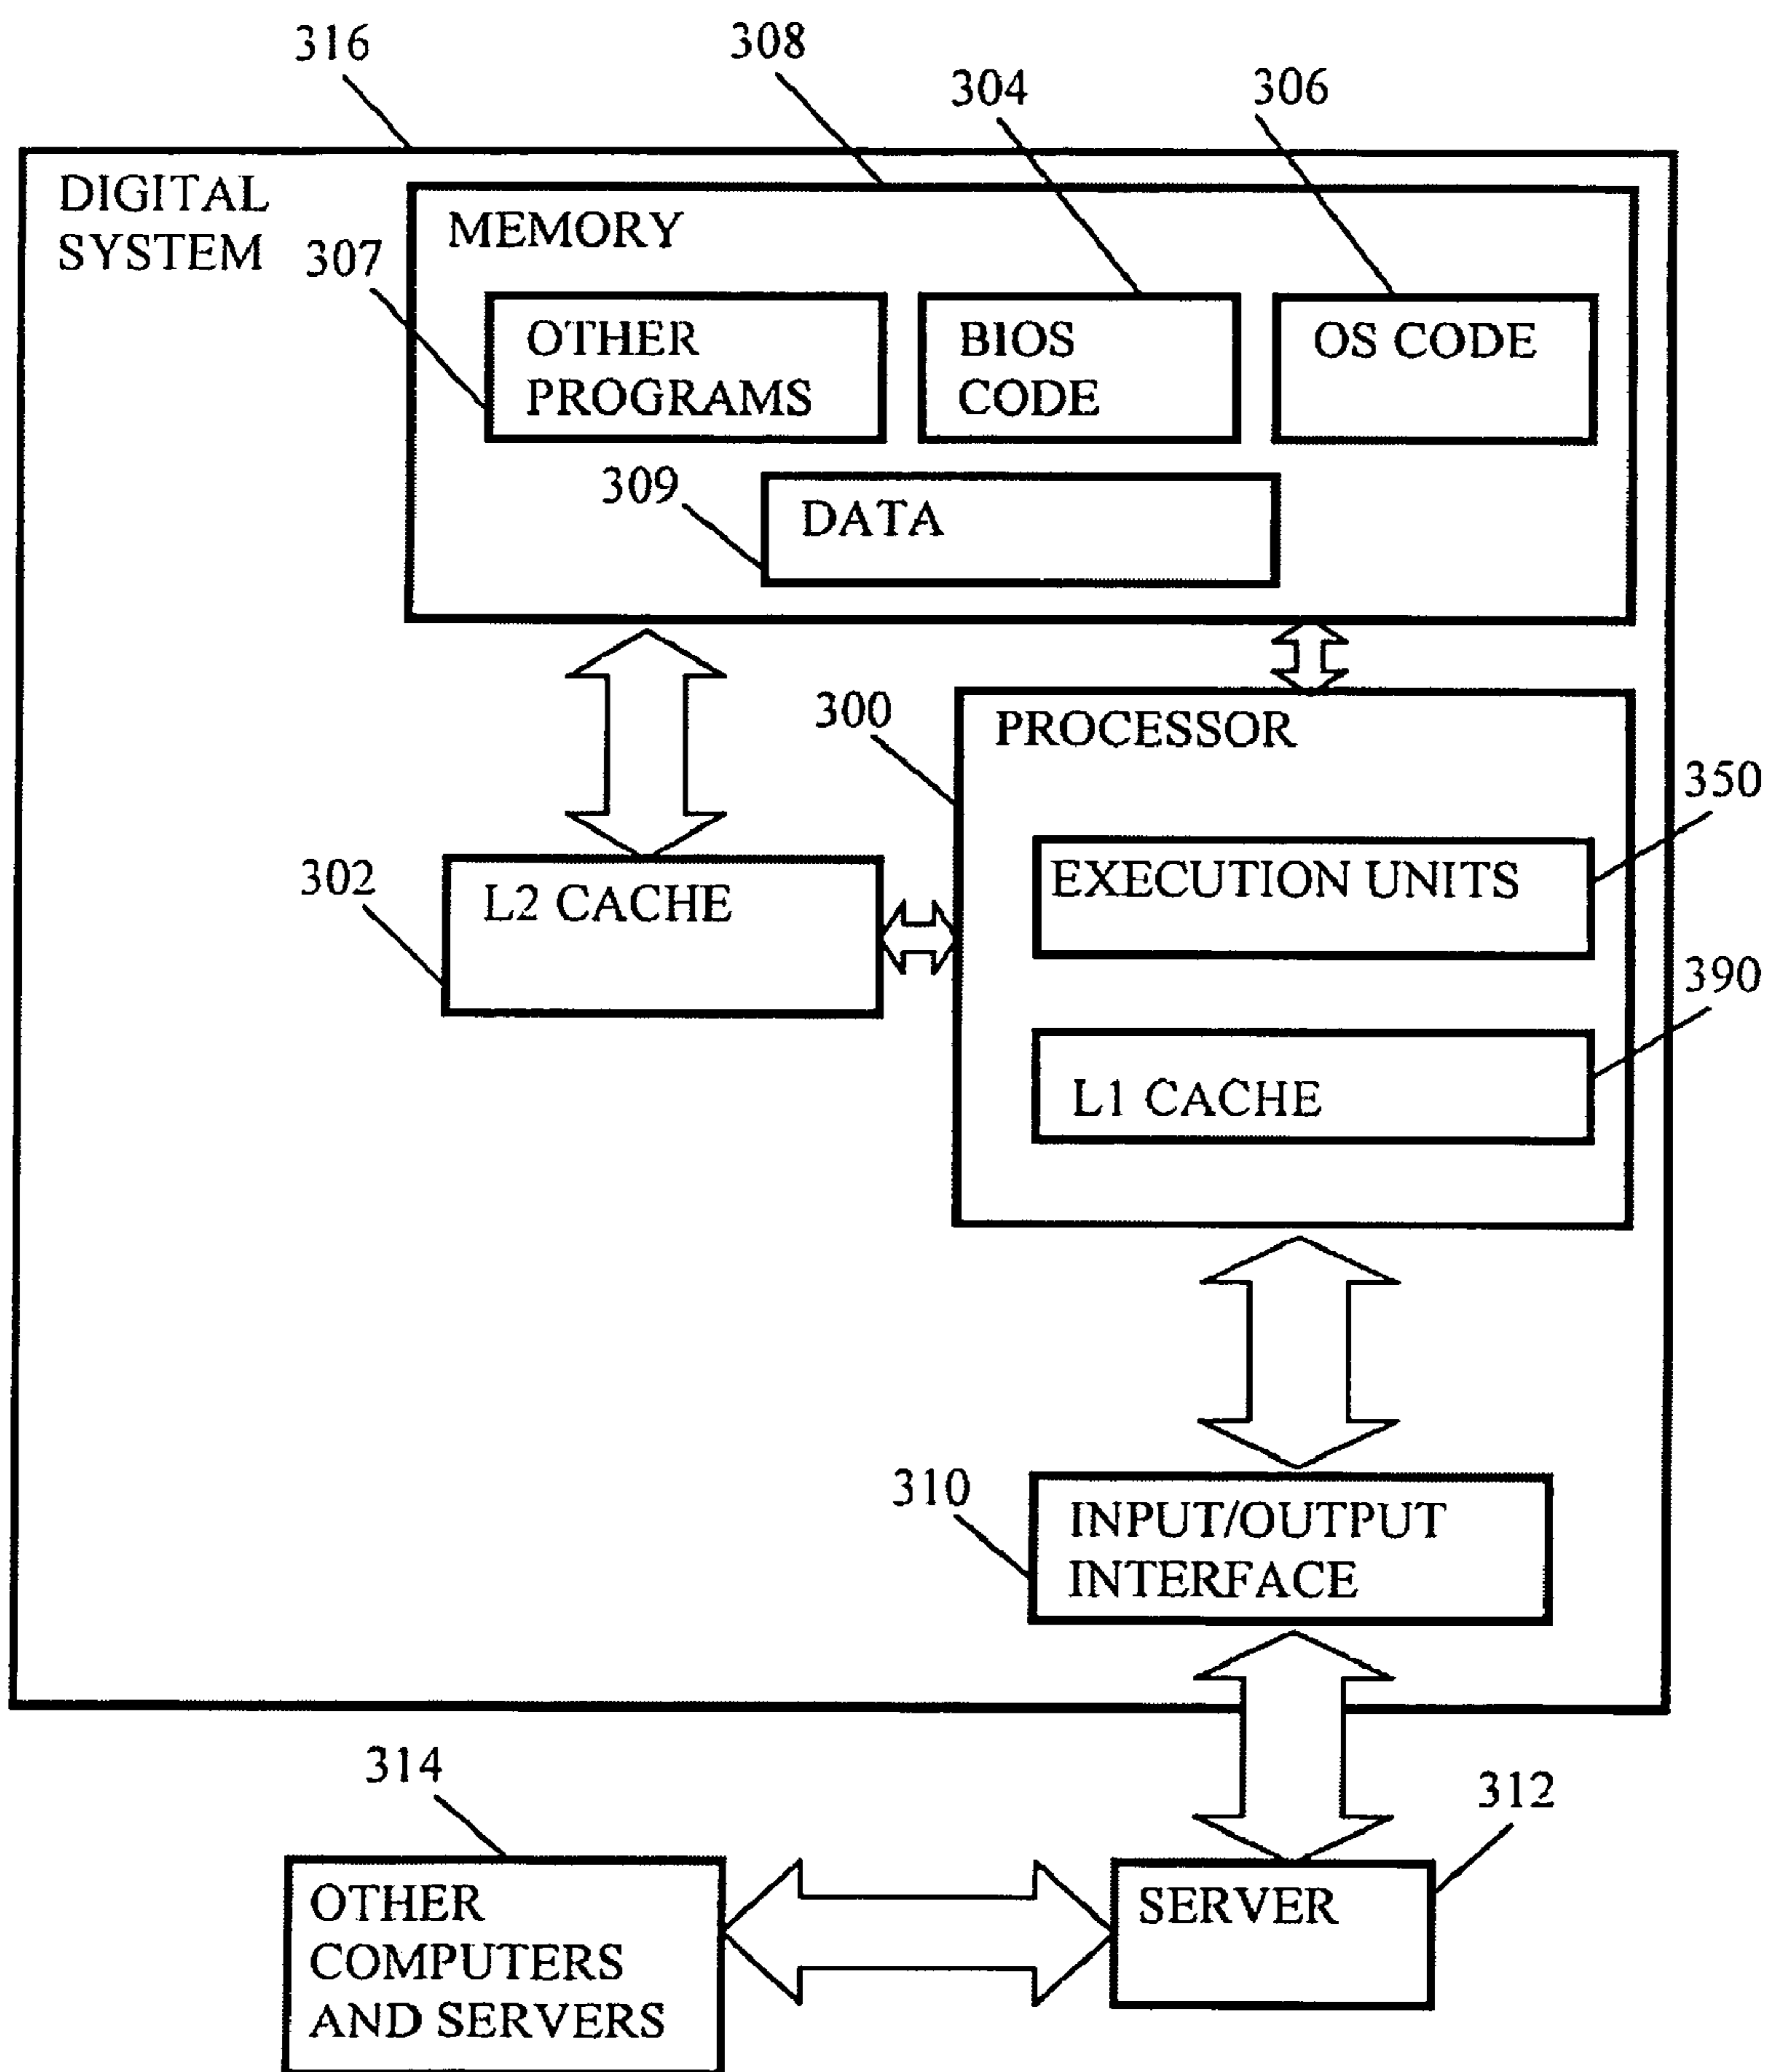 316
308
304
306
DIGITAL
SYSTEM
MEMORY
307
OTHER
PROGRAMS
BIOS
CODE
OS CODE
309
DATA
300
PROCESSOR
350
EXECUTION UNITS
302
L2 CACHE
390
L1 CACHE
310
INPUT/OUTPUT
INTERFACE
314
312
OTHER
COMPUTERS
AND SERVERS
SERVER